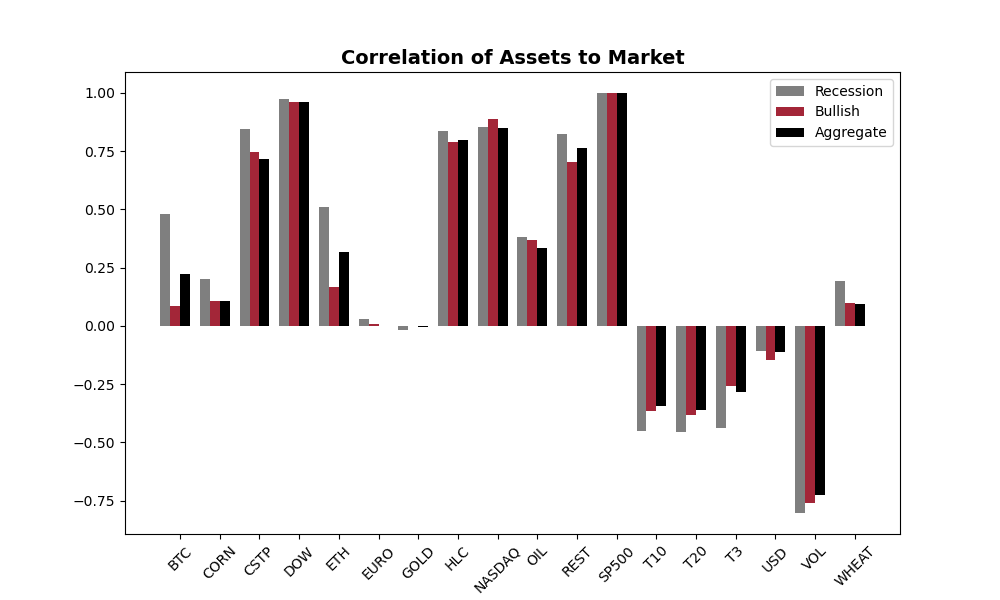 Correlation of Assets to Market
Recession
Bullish
Aggregate
1.00
0.75
0.50
0.25
0.00
−0.25
−0.50
−0.75
BTC
CORN
CSTP
DOW
ETH
EURO
GOLD
HLC
NASDAQ
OIL
REST
SP500
T10
T20
T3
USD
VOL
WHEAT